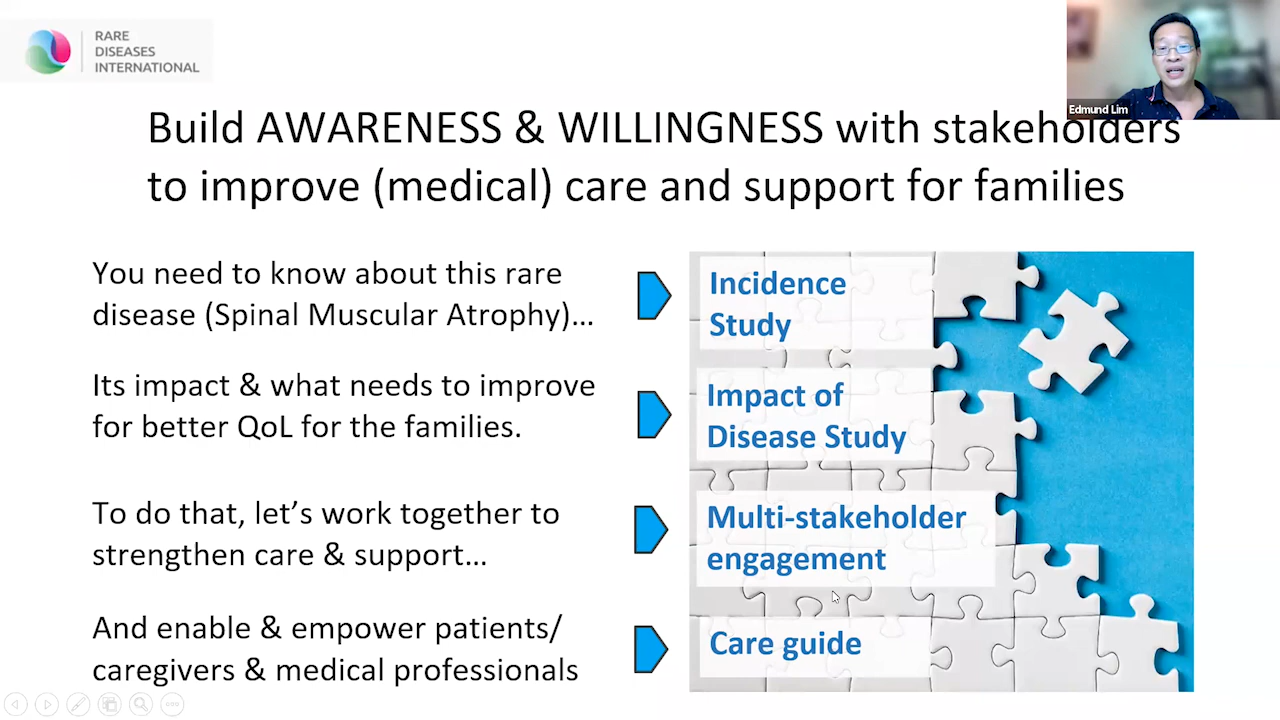 RARE
DISEASES
INTERNATIONAL
Edmund Lim
Build AWARENESS & WILLINGNESS with stakeholders
to improve (medical) care and support for families
You need to know about this rare
disease (Spinal Muscular Atrophy)…
Incidence
Study
Its impact & what needs to improve
for better QoL for the families.
Impact of
Disease Study
To do that, let’s work together to
strengthen care & support…
Multi-stakeholder
engagement
And enable & empower patients/
caregivers & medical professionals
Care guide